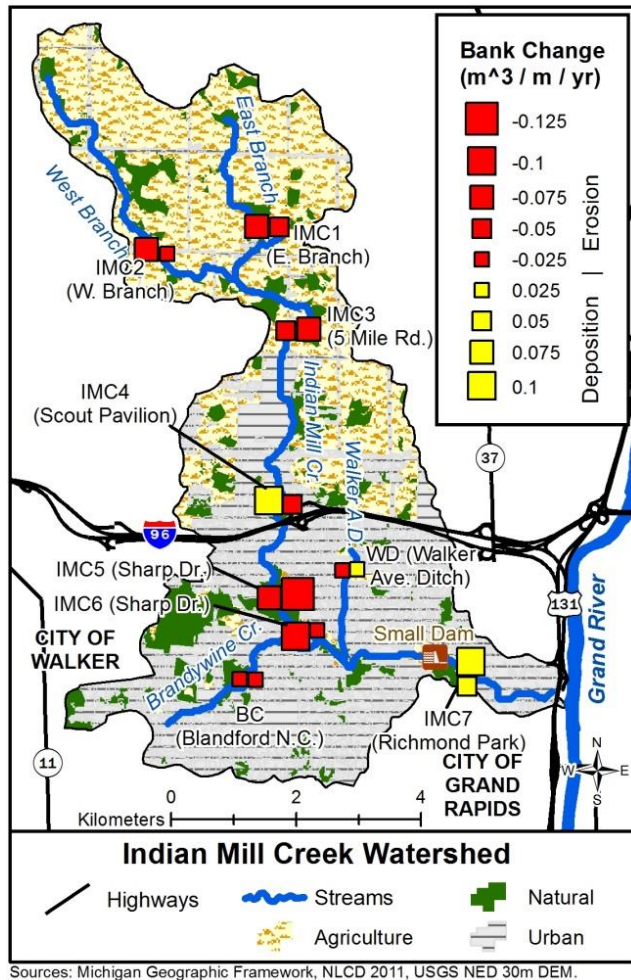 Bank Change
(m^3 / m / yr)
-0.125
-0.1
-0.075
-0.05
-0.025
0.025
0.05
0.075
0.1
Deposition | Erosion
East Branch
West Branch
IMC1
(E. Branch)
IMC2
(W. Branch)
IMC3
(5 Mile Rd.)
IMC4
(Scout Pavilion)
Indian Mill Cr.
Walker A.D.
37
96
WD (Walker
Ave. Ditch)
IMC5 (Sharp Dr.)
IMC6 (Sharp Dr.)
131
Grand River
CITY OF
WALKER
Small Dam
Brandywine Cr.
BC
(Blandford N.C.)
IMC7
(Richmond Park)
11
CITY OF
GRAND
RAPIDS
N
W
E
S
0 2 4
Kilometers
Indian Mill Creek Watershed
Highways
Streams
Natural
Agriculture
Urban
Sources: Michigan Geographic Framework, NLCD 2011, USGS NED 30m DEM.